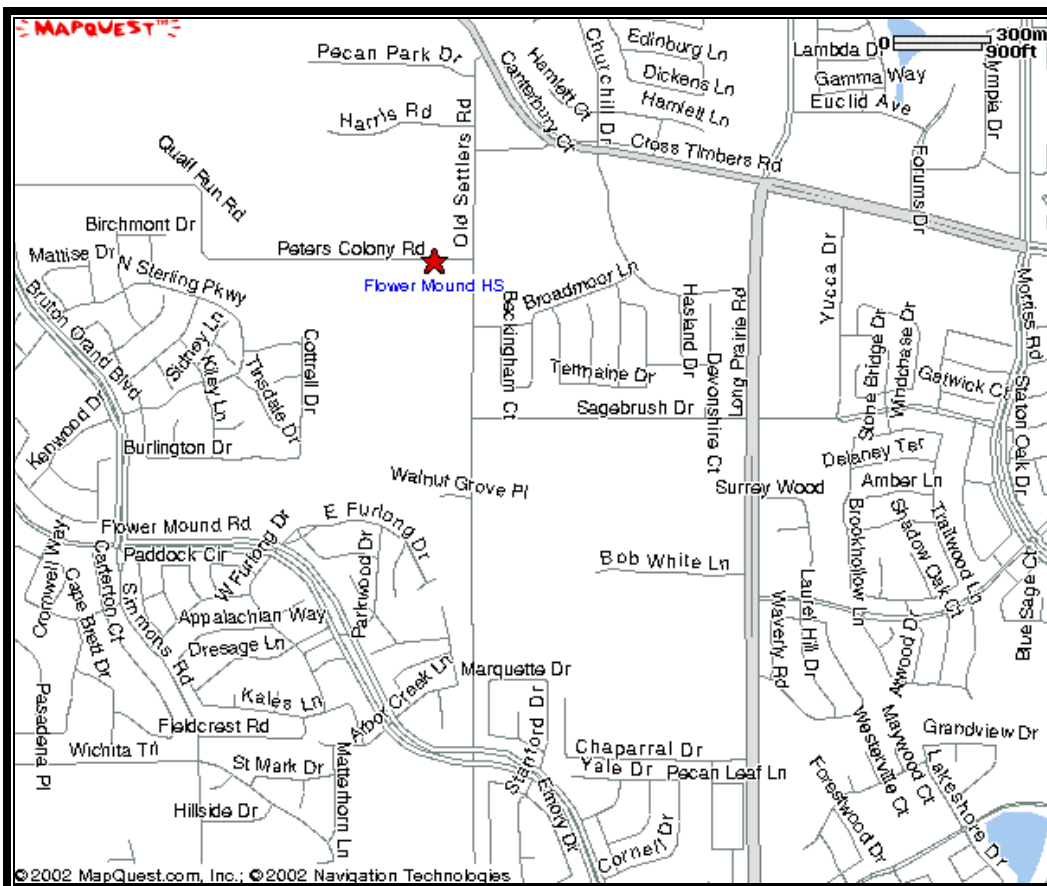 MAPQUEST™
300m
0
900ft
Pecan Park Dr
Hamlett Ct
Canterbury Ct
Churchill Dr
Edinburg Ln
Dickens Ln
Hamlett Ln
Lambda D
Gamma Way
Euclid Ave
lympia Dr
Harris Rd
Old Settlers Rd
Cross Timbers Rd
Forums Dr
Quail Run Rd
Birchmont Dr
Peters Colony Rd
Flower Mound HS
Mattise Dr
N Sterling Pkwy
Bruton Orand Blvd
Sidney Ln
Kiley Ln
Tinsdale Dr
Cottrell Dr
Beckingham Ct
Broadmoor Ln
Hasland Dr
Long Prairie Rd
Devonshire Ct
Yucca Dr
Stone Bridge Dr
Windchase Dr
Morriss Rd
Gatwick C
Staton Oak Dr
Termaine Dr
Sagebrush Dr
Kenwood D
Burlington Dr
Walnut Grove Pl
Surrey Wood
Delaney Ter
Amber Ln
Brookhollow Ln
Shadow Oak Ct
Trailwood Ln
Flower Mound Rd
Paddock Cir
E Furlong Dr
W Furlong Dr
Parkwood Dr
Cromwell Way
Carterton Ct
Cape Brett Dr
Simmons Rd
Appalachian Way
Dresage Ln
Bob White Ln
Waverly Rd
Laurel Hill Dr
Atwood Dr
Blue Sage Ct
Kales Ln
Arbor Creek Ln
Marquette Dr
Stanford Dr
Pasadena Pl
Fieldcrest Rd
Wichita Trl
St Mark Dr
Matterhorn Ln
Hillside Dr
Chaparral Dr
Yale Dr
Pecan Leaf Ln
Emory Dr
Cornell Dr
Westerville Ct
Maywood Ct
Grandview Dr
Lakeshore Dr
Forestwood Dr
©2002 MapQuest.com, Inc.; ©2002 Navigation Technologies